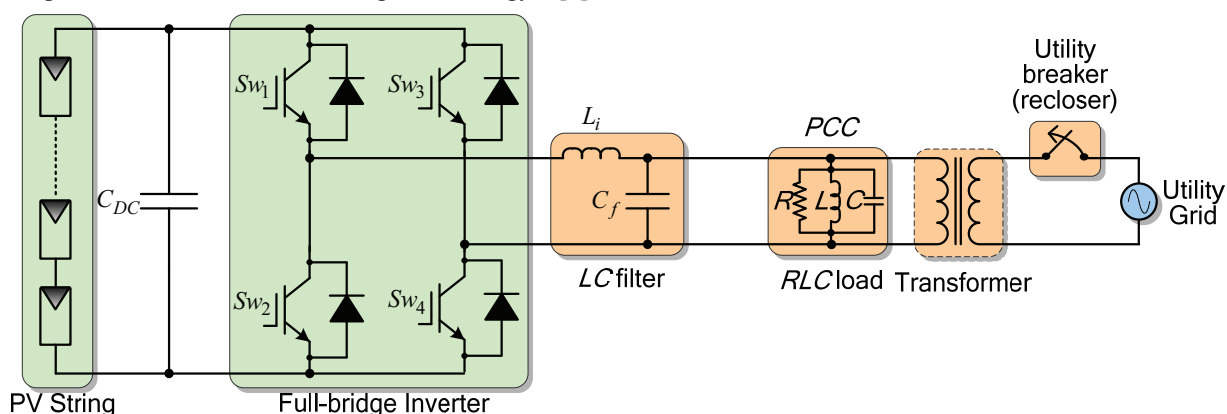 Utility
breaker
(recloser)
Sw1
Sw3
Li
PCC
CDC
Cf
R
L
C
Utility
Grid
Sw2
Sw4
LC filter
RLC load
Transformer
PV String
Full-bridge Inverter